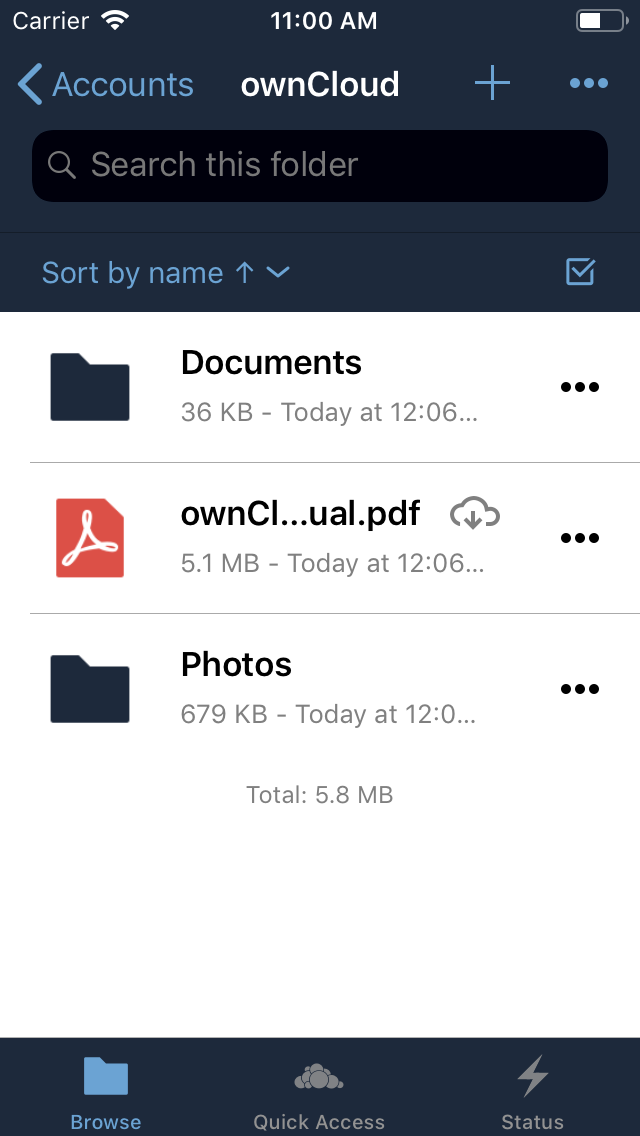 Carrier 11:00 AM
Accounts ownCloud
Search this folder
Sort by name ↑
Documents
36 KB - Today at 12:06...
ownCl...ual.pdf
5.1 MB - Today at 12:06...
Photos
679 KB - Today at 12:0...
Total: 5.8 MB
Browse Quick Access Status